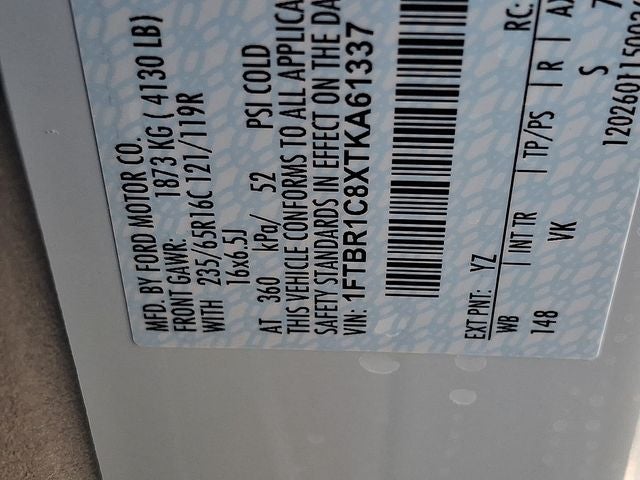 MFD. BY FORD MOTOR CO.
FRONT GAWR: 1873 KG ( 4130 LB)
WITH 235/65R16C 121/119R
16x6.5J
AT 360 kPa/ 52 PSI COLD
THIS VEHICLE CONFORMS TO ALL APPLICA
SAFETY STANDARDS IN EFFECT ON THE DA
VIN: 1FTBR1C8XTKA61337
EXT PNT: YZ RC: 7
WB | INT TR | TP/PS | R | AX
148 VK S